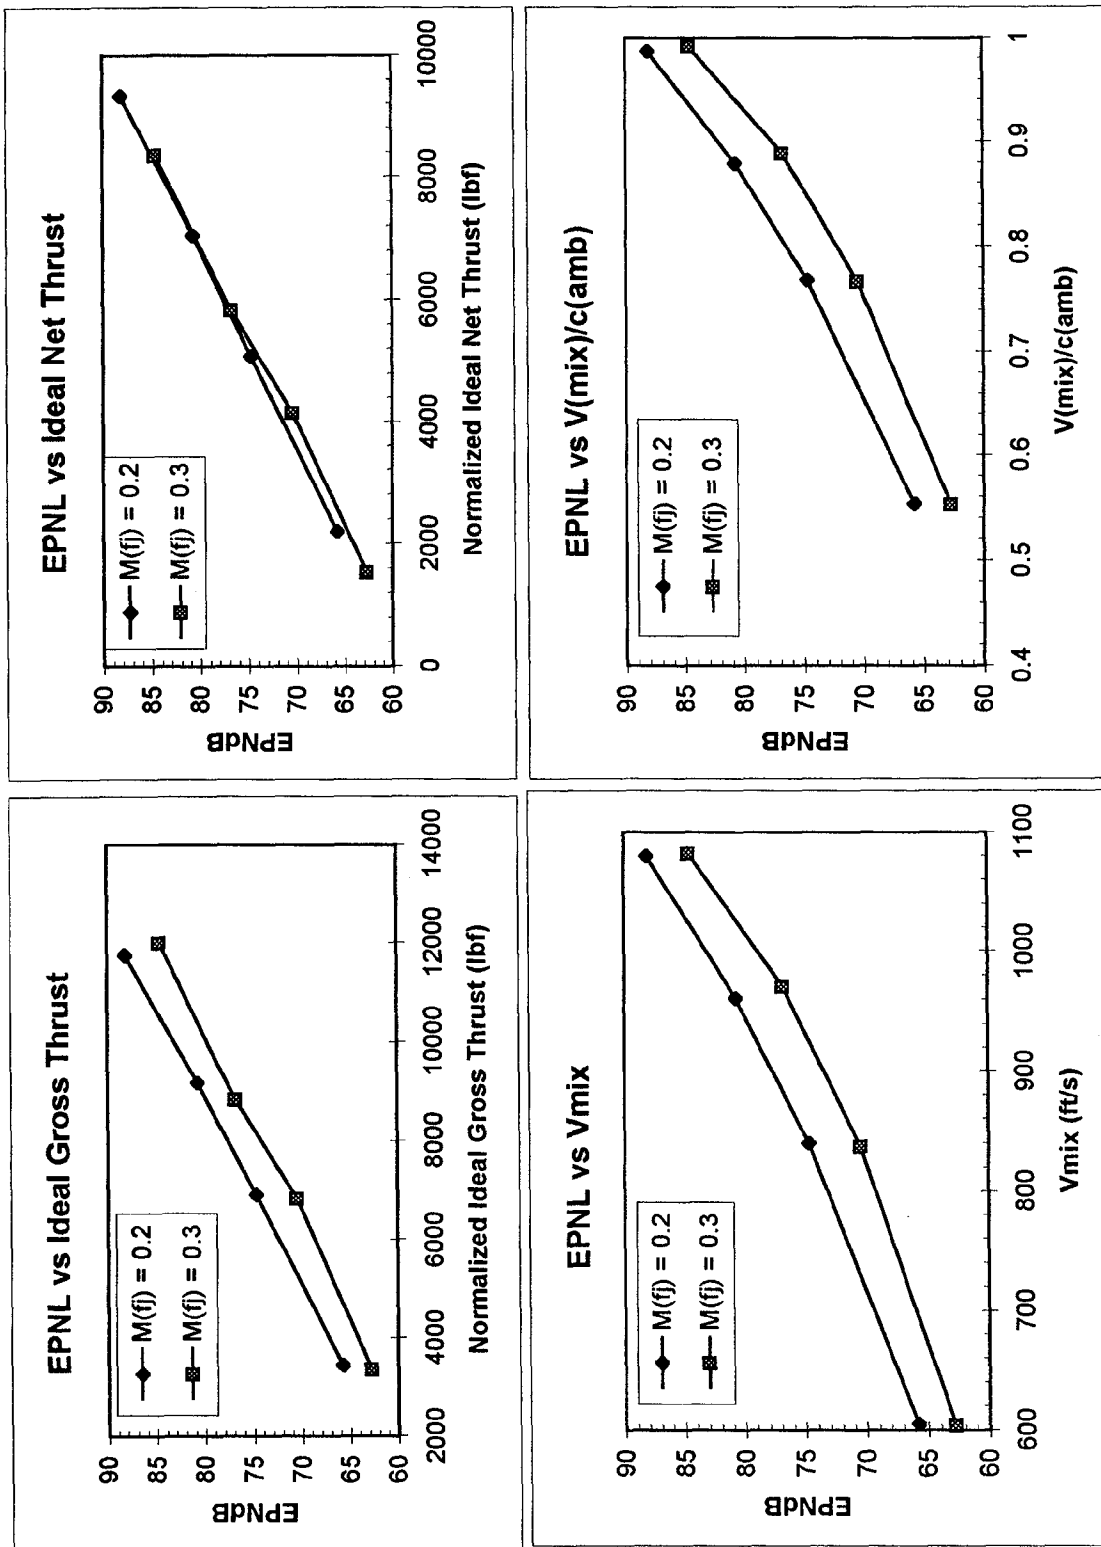 EPNL vs Ideal Gross Thrust
M(fj) = 0.2
M(fj) = 0.3
EPNdB
90
85
80
75
70
65
60
2000
4000
6000
8000
10000
12000
14000
Normalized Ideal Gross Thrust (lbf)
EPNL vs Ideal Net Thrust
M(fj) = 0.2
M(fj) = 0.3
EPNdB
90
85
80
75
70
65
60
0
2000
4000
6000
8000
10000
Normalized Ideal Net Thrust (lbf)
EPNL vs Vmix
M(fj) = 0.2
M(fj) = 0.3
EPNdB
90
85
80
75
70
65
60
600
700
800
900
1000
1100
Vmix (ft/s)
EPNL vs V(mix)/c(amb)
M(fj) = 0.2
M(fj) = 0.3
EPNdB
90
85
80
75
70
65
60
0.4
0.5
0.6
0.7
0.8
0.9
1
V(mix)/c(amb)